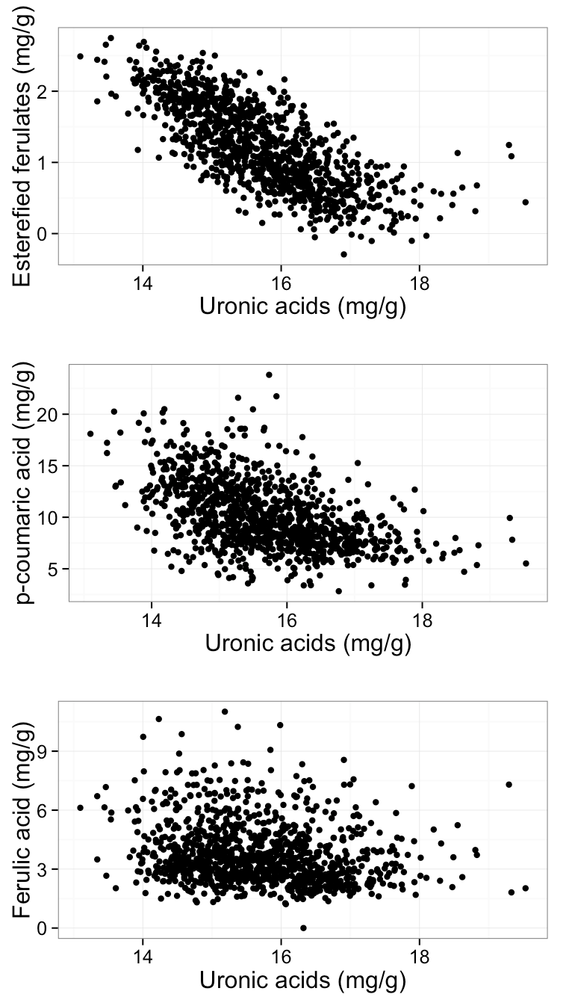 Esterefied ferulates (mg/g)
2
1
0
14 16 18
Uronic acids (mg/g)
p-coumaric acid (mg/g)
20
15
10
5
14 16 18
Uronic acids (mg/g)
Ferulic acid (mg/g)
9
6
3
0
14 16 18
Uronic acids (mg/g)